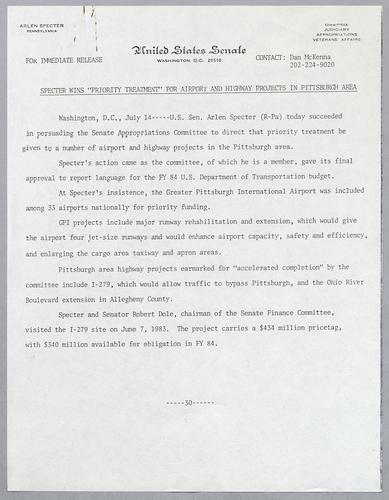 ARLEN SPECTER
PENNSYLVANIA
COMMITTEES:
JUDICIARY
APPROPRIATIONS
VETERANS' AFFAIRS
United States Senate
WASHINGTON, D.C. 20510
FOR IMMEDIATE RELEASE
CONTACT: Dan McKenna
202-224-9020
SPECTER WINS "PRIORITY TREATMENT" FOR AIRPORT AND HIGHWAY PROJECTS IN PITTSBURGH AREA
Washington, D.C., July 14-----U.S. Sen. Arlen Specter (R-Pa) today succeeded
in persuading the Senate Appropriations Committee to direct that priority treatment be
given to a number of airport and highway projects in the Pittsburgh area.
Specter's action came as the committee, of which he is a member, gave its final
approval to report language for the FY 84 U.S. Department of Transportation budget.
At Specter's insistence, the Greater Pittsburgh International Airport was included
among 33 airports nationally for priority funding.
GPI projects include major runway rehabilitation and extension, which would give
the airport four jet-size runways and would enhance airport capacity, safety and efficiency,
and enlarging the cargo area taxiway and apron areas.
Pittsburgh area highway projects earmarked for "accelerated completion" by the
committee include I-279, which would allow traffic to bypass Pittsburgh, and the Ohio River
Boulevard extension in Allegheny County.
Specter and Senator Robert Dole, chairman of the Senate Finance Committee,
visited the I-279 site on June 7, 1983. The project carries a $434 million pricetag,
with $340 million available for obligation in FY 84.
-----30-----